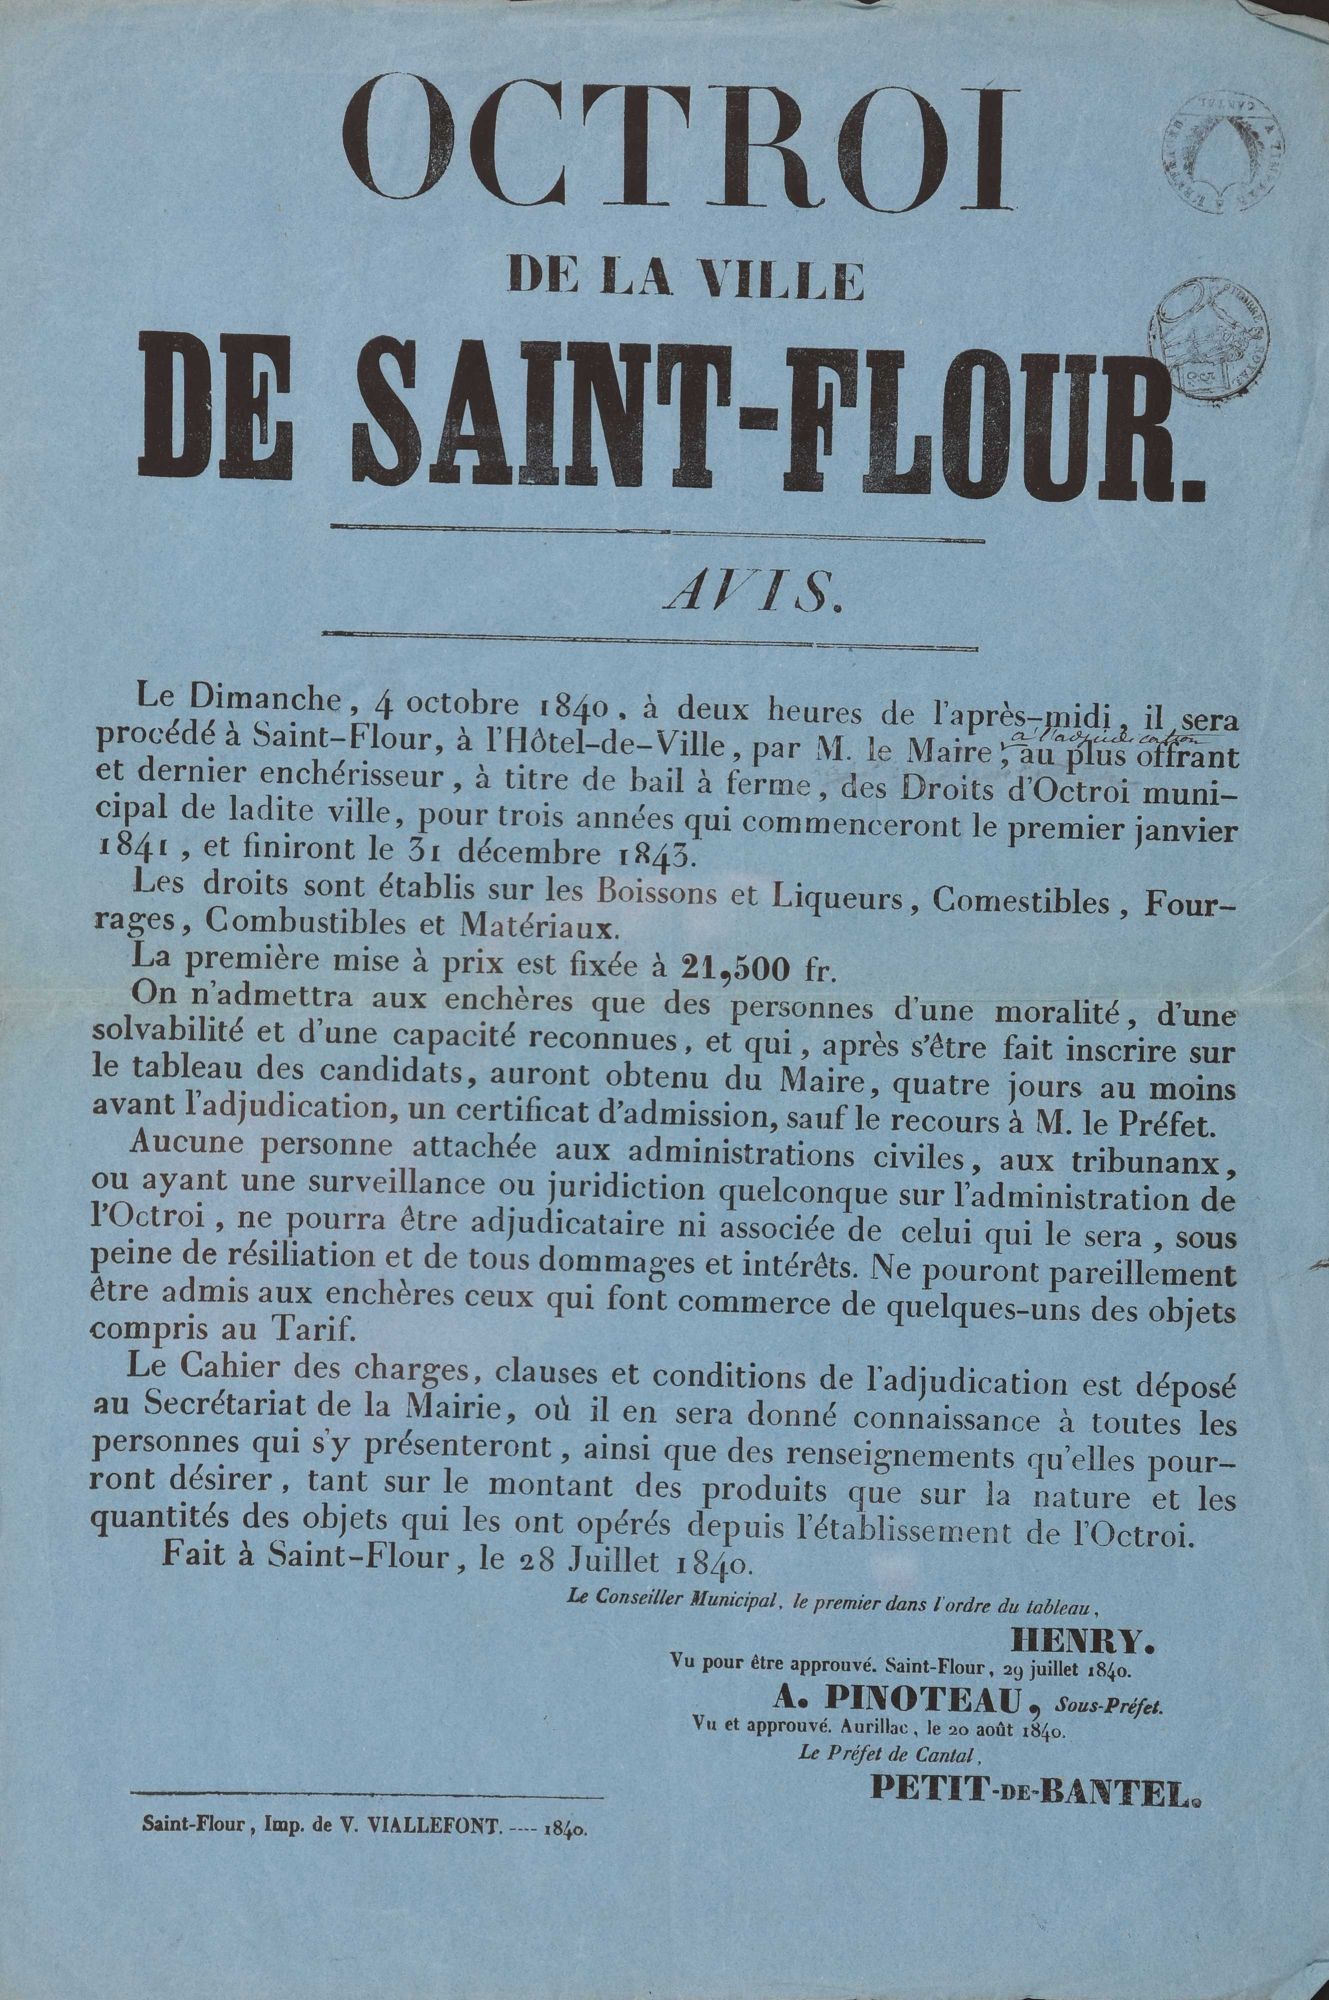 OCTROI
DE LA VILLE
DE SAINT-FLOUR.
AVIS.
Le Dimanche, 4 octobre 1840, à deux heures de l'après-midi, il sera
procédé à Saint-Flour, à l'Hôtel-de-Ville, par M. le Maire, à l'adjudication au plus offrant
et dernier enchérisseur, à titre de bail à ferme, des Droits d'Octroi muni-
cipal de ladite ville, pour trois années qui commenceront le premier janvier
1841, et finiront le 31 décembre 1843.
Les droits sont établis sur les Boissons et Liqueurs, Comestibles, Four-
rages, Combustibles et Matériaux.
La première mise à prix est fixée à 21,500 fr.
On n'admettra aux enchères que des personnes d'une moralité, d'une
solvabilité et d'une capacité reconnues, et qui, après s'être fait inscrire sur
le tableau des candidats, auront obtenu du Maire, quatre jours au moins
avant l'adjudication, un certificat d'admission, sauf le recours à M. le Préfet.
Aucune personne attachée aux administrations civiles, aux tribunanx,
ou ayant une surveillance ou juridiction quelconque sur l'administration de
l'Octroi, ne pourra être adjudicataire ni associée de celui qui le sera, sous
peine de résiliation et de tous dommages et intérêts. Ne pouront pareillement
être admis aux enchères ceux qui font commerce de quelques-uns des objets
compris au Tarif.
Le Cahier des charges, clauses et conditions de l'adjudication est déposé
au Secrétariat de la Mairie, où il en sera donné connaissance à toutes les
personnes qui s'y présenteront, ainsi que des renseignements qu'elles pour-
ront désirer, tant sur le montant des produits que sur la nature et les
quantités des objets qui les ont opérés depuis l'établissement de l'Octroi.
Fait à Saint-Flour, le 28 Juillet 1840.
Le Conseiller Municipal, le premier dans l'ordre du tableau,
HENRY.
Vu pour être approuvé. Saint-Flour, 29 juillet 1840.
A. PINOTEAU, Sous-Préfet.
Vu et approuvé. Aurillac, le 20 août 1840.
Le Préfet de Cantal,
PETIT-DE-BANTEL.
Saint-Flour, Imp. de V. VIALLEFONT. ---- 1840.
CANTAL